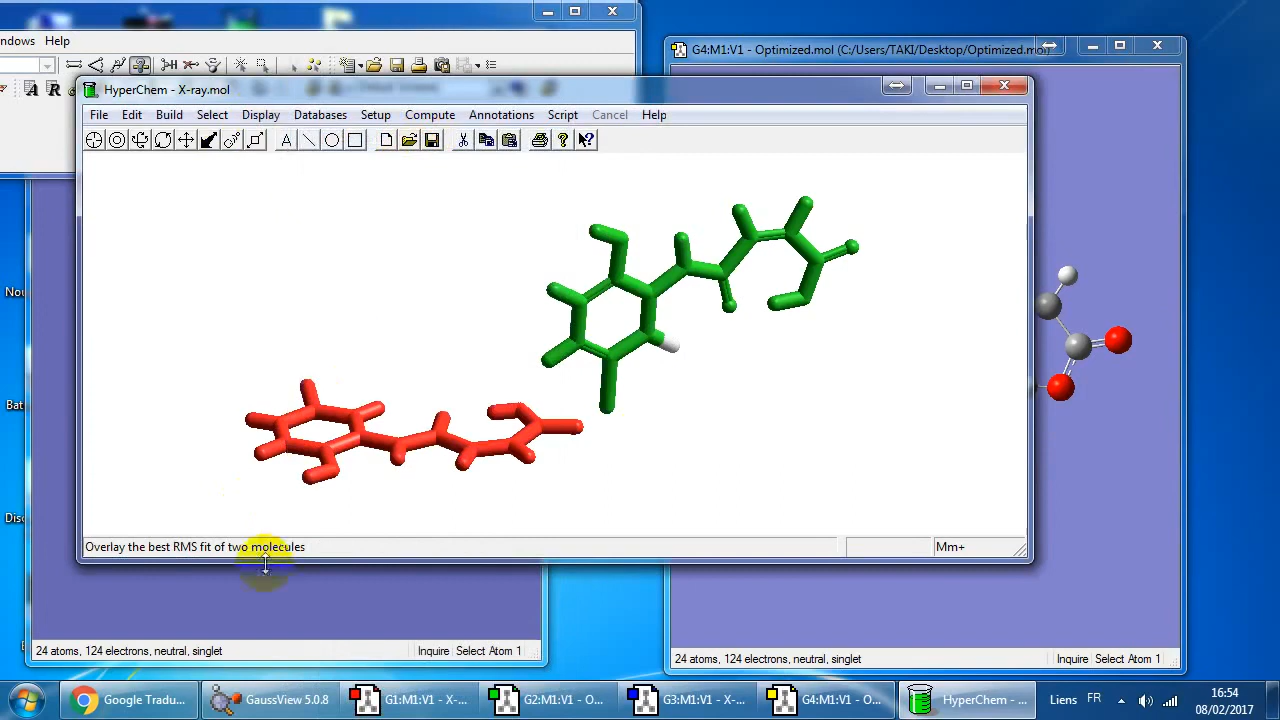 ndows Help
G4:M1:V1 - Optimized.mol (C:/Users/TAKI/Desktop/Optimized.mol)
HyperChem - X-ray.mol
File Edit Build Select Display Databases Setup Compute Annotations Script Cancel Help
A R
A
Nou
Bat
Disc
Overlay the best RMS fit of two molecules
Mm+
24 atoms, 124 electrons, neutral, singlet
Inquire Select Atom 1
24 atoms, 124 electrons, neutral, singlet
Inquire Select Atom 1
Google Tradu...
GaussView 5.0.8
G1:M1:V1 - X-...
G2:M1:V1 - O...
G3:M1:V1 - X-...
G4:M1:V1 - O...
HyperChem - ...
Liens
FR
16:54
08/02/2017